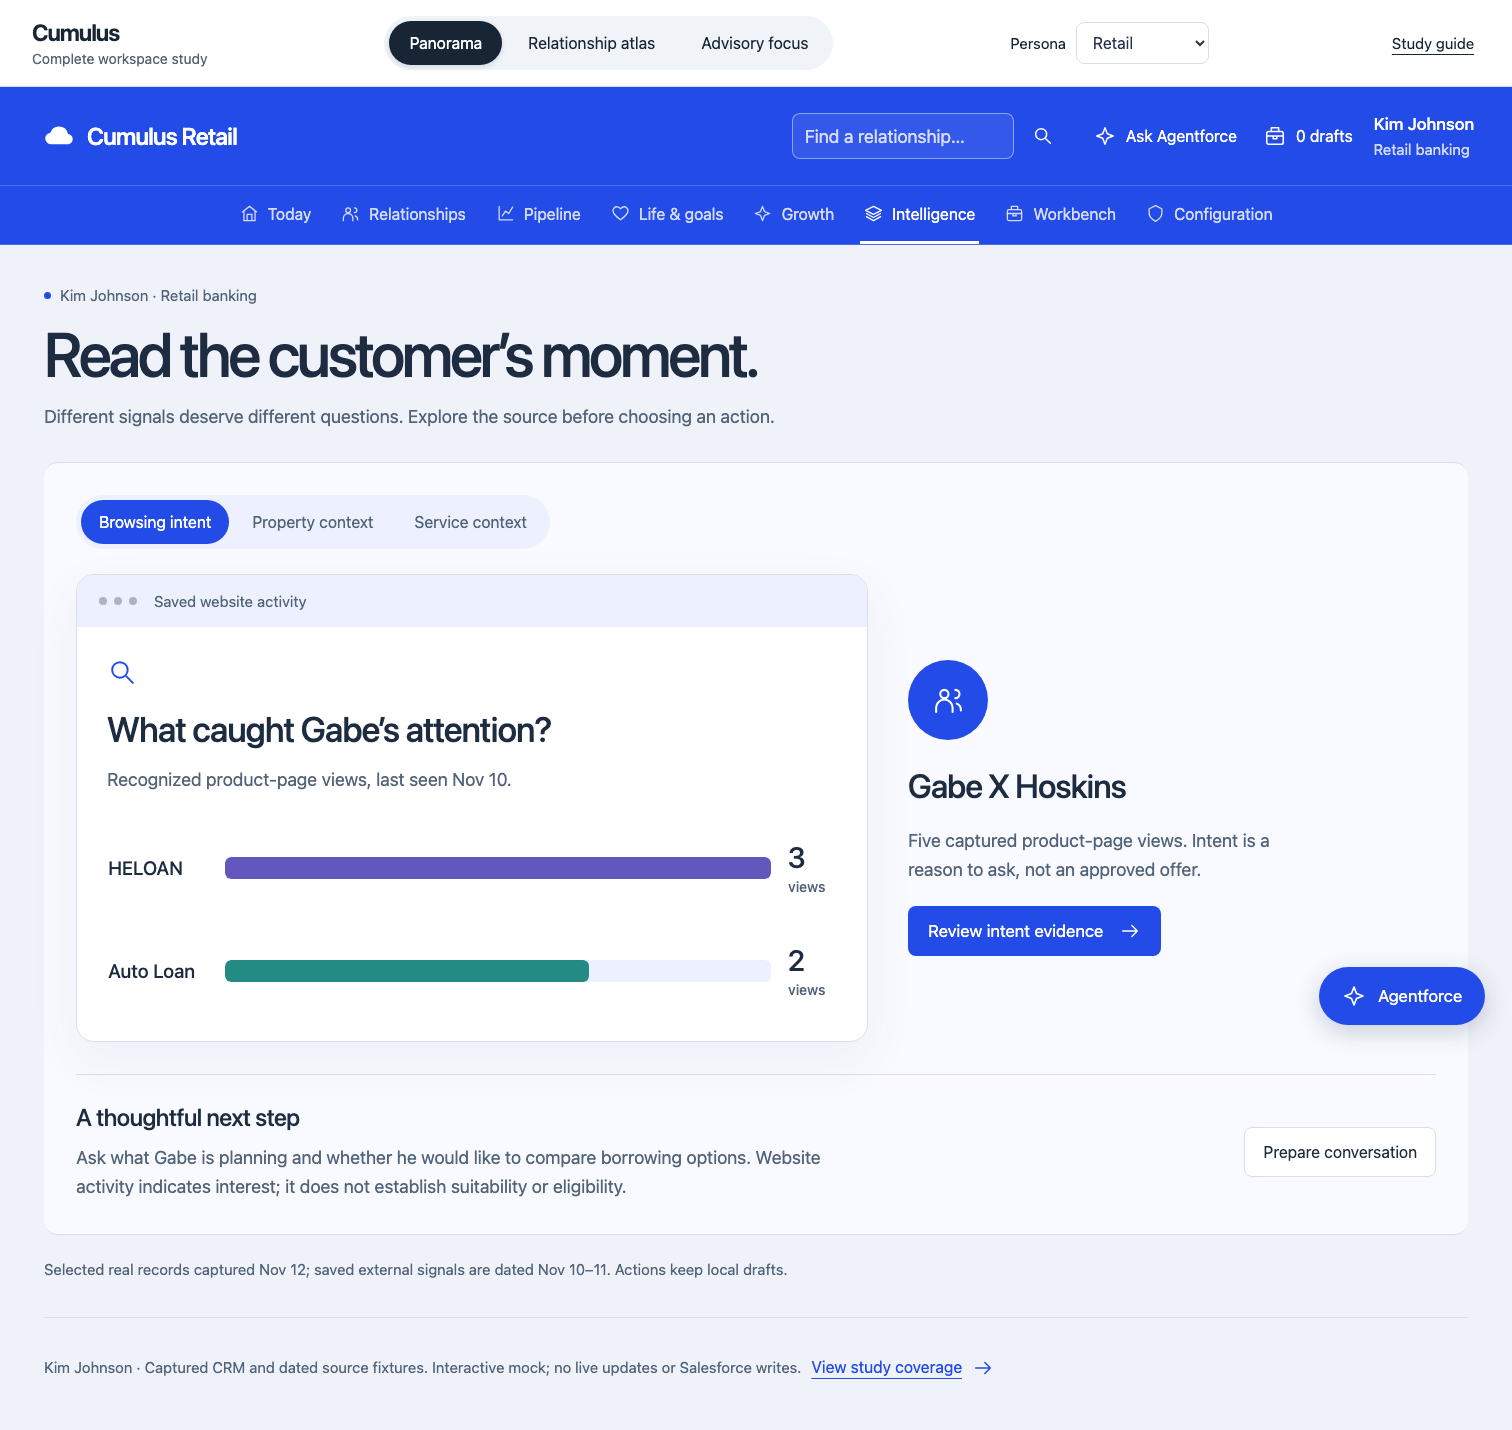 Cumulus
Complete workspace study
Panorama
Relationship atlas
Advisory focus
Persona
Retail
Study guide
Cumulus Retail
Find a relationship...
Ask Agentforce
0 drafts
Kim Johnson
Retail banking
Today
Relationships
Pipeline
Life & goals
Growth
Intelligence
Workbench
Configuration
Kim Johnson · Retail banking
Read the customer’s moment.
Different signals deserve different questions. Explore the source before choosing an action.
Browsing intent
Property context
Service context
Saved website activity
What caught Gabe’s attention?
Recognized product-page views, last seen Nov 10.
HELOAN
3
views
Auto Loan
2
views
Gabe X Hoskins
Five captured product-page views. Intent is a
reason to ask, not an approved offer.
Review intent evidence
Agentforce
A thoughtful next step
Ask what Gabe is planning and whether he would like to compare borrowing options. Website
activity indicates interest; it does not establish suitability or eligibility.
Prepare conversation
Selected real records captured Nov 12; saved external signals are dated Nov 10–11. Actions keep local drafts.
Kim Johnson · Captured CRM and dated source fixtures. Interactive mock; no live updates or Salesforce writes.
View study coverage